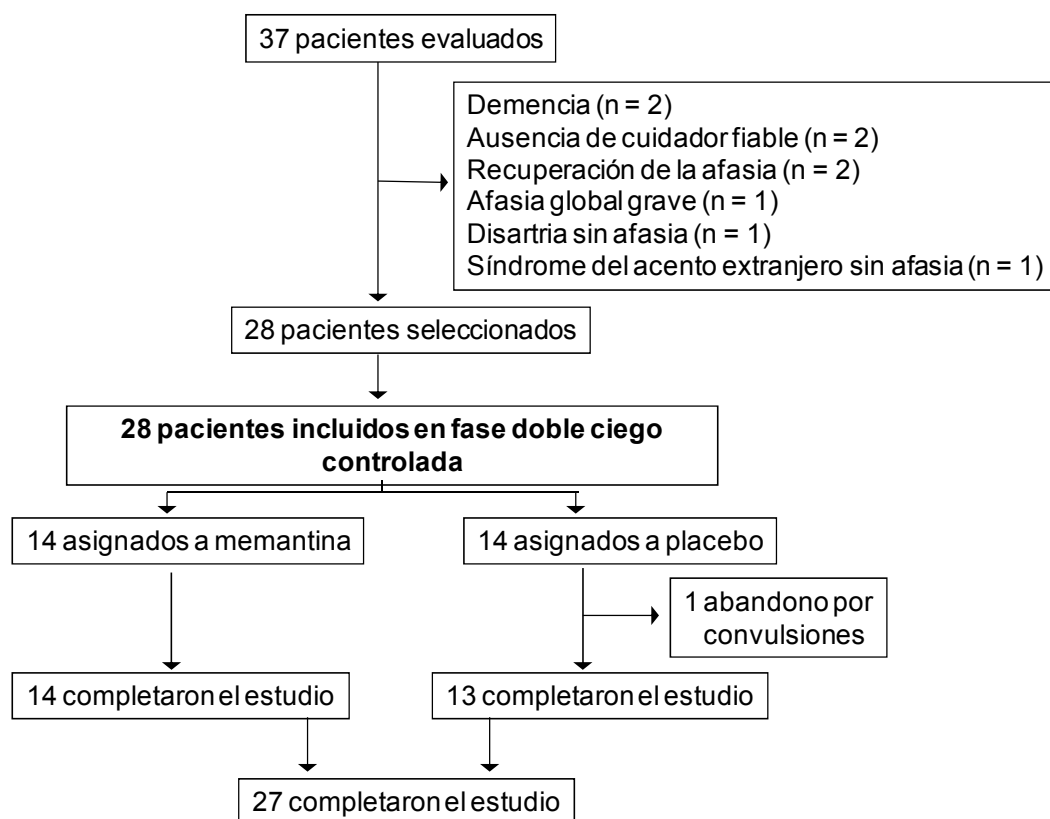 37 pacientes evaluados
Demencia (n = 2)
Ausencia de cuidador fiable (n = 2)
Recuperación de la afasia (n = 2)
Afasia global grave (n = 1)
Disartria sin afasia (n = 1)
Síndrome del acento extranjero sin afasia (n = 1)
28 pacientes seleccionados
28 pacientes incluidos en fase doble ciego
controlada
14 asignados a memantina
14 asignados a placebo
1 abandono por
convulsiones
14 completaron el estudio
13 completaron el estudio
27 completaron el estudio